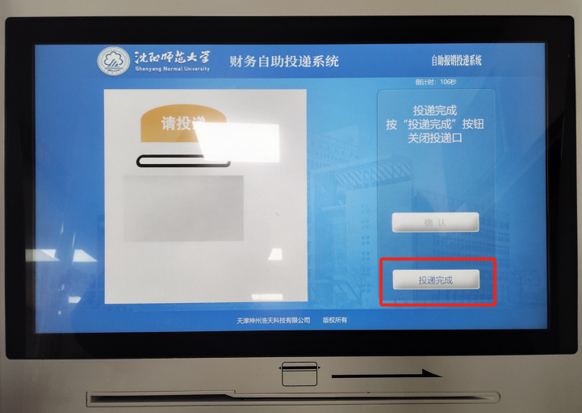 沈阳师范大学
Shenyang Normal University
财务自助投递系统
自助报销投递系统
倒计时：106秒
请投递
投递完成
按“投递完成”按钮
关闭投递口
确认
投递完成
天津神州浩天科技有限公司 版权所有